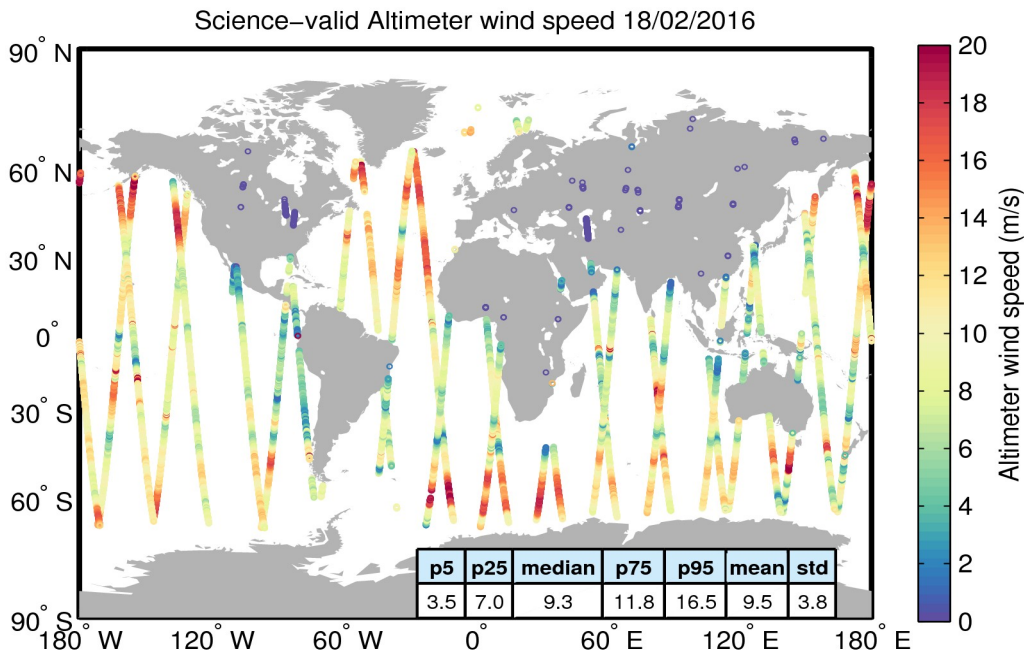 Science−valid Altimeter wind speed 18/02/2016
90° N
60° N
30° N
0°
30° S
60° S
90° S
180° W
120° W
60° W
0°
60° E
120° E
180° E
p5 p25 median p75 p95 mean std
3.5 7.0 9.3 11.8 16.5 9.5 3.8
20
18
16
14
12
10
8
6
4
2
0
Altimeter wind speed (m/s)